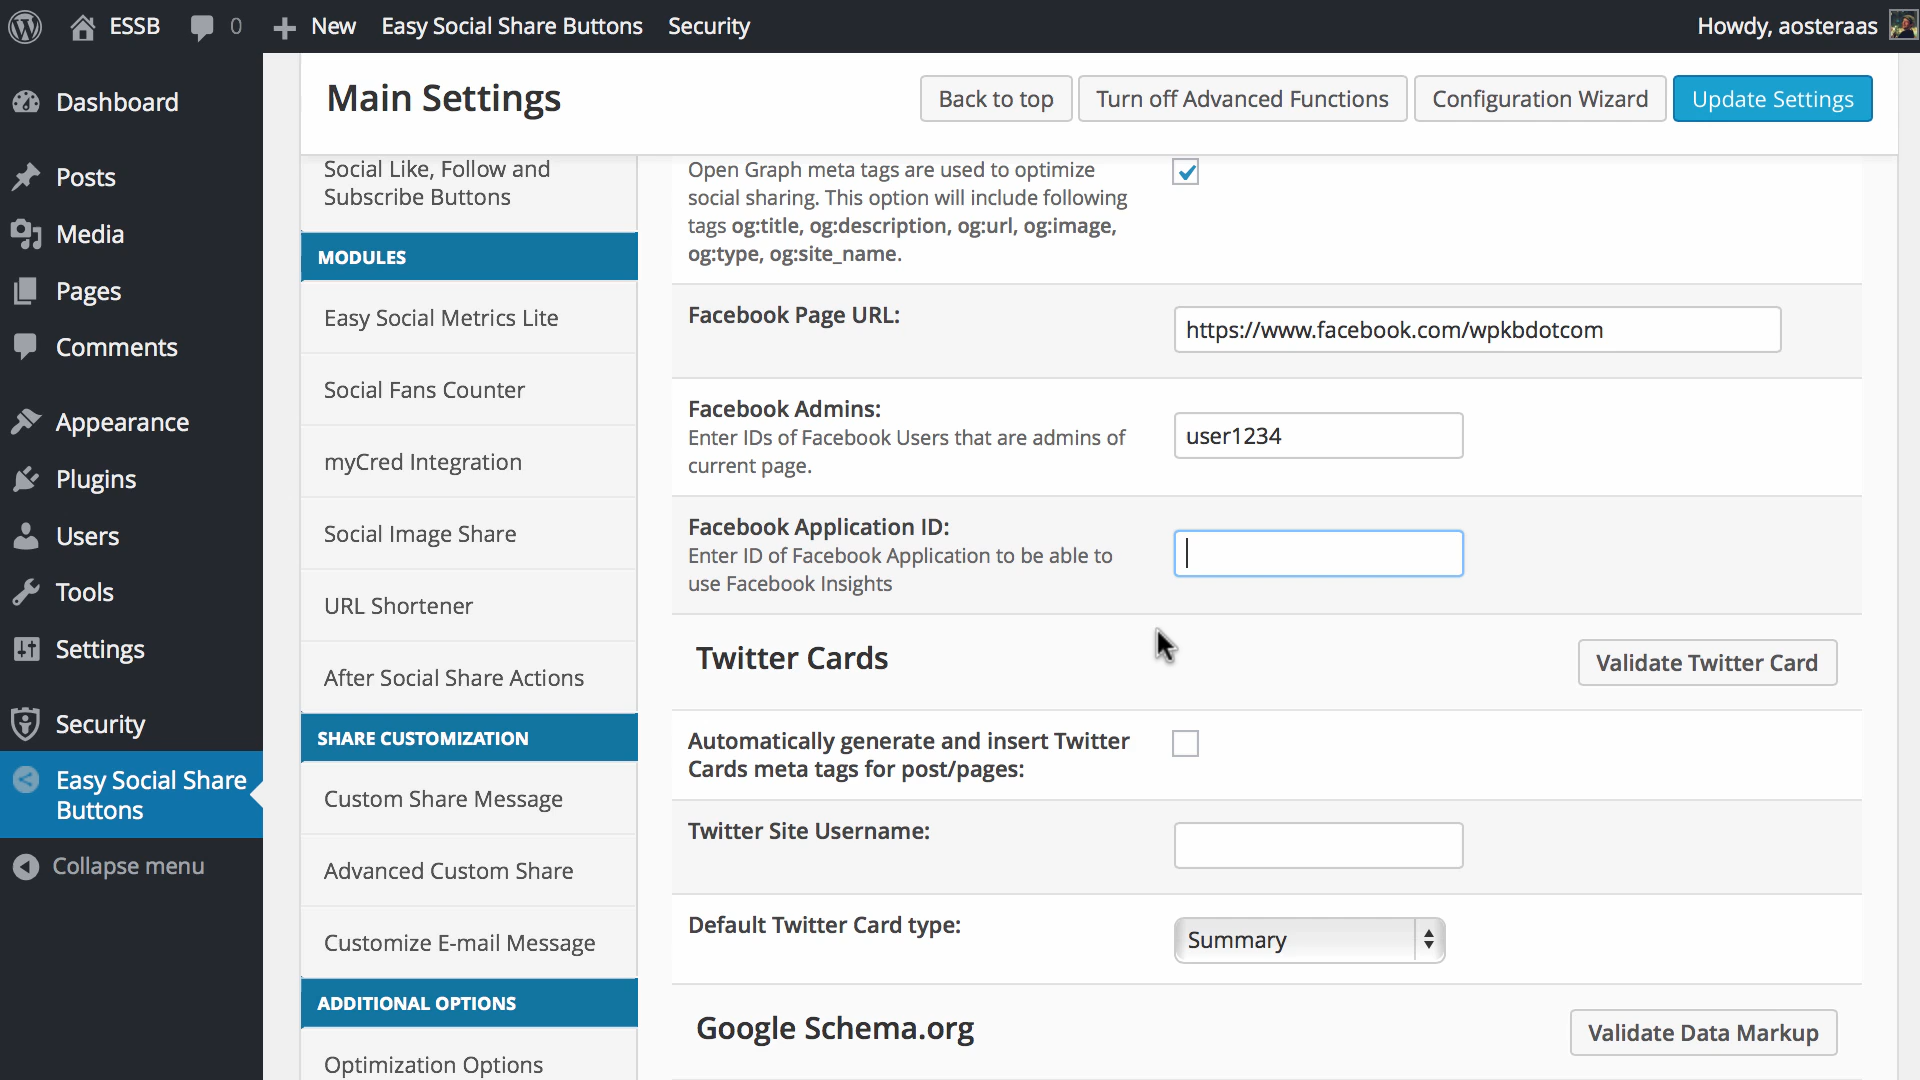 ESSB
0
New
Easy Social Share Buttons
Security
Howdy, aosteraas
Dashboard
Posts
Media
Pages
Comments
Appearance
Plugins
Users
Tools
Settings
Security
Easy Social Share
Buttons
Collapse menu
Main Settings
Back to top
Turn off Advanced Functions
Configuration Wizard
Update Settings
Social Like, Follow and
Subscribe Buttons
MODULES
Easy Social Metrics Lite
Social Fans Counter
myCred Integration
Social Image Share
URL Shortener
After Social Share Actions
SHARE CUSTOMIZATION
Custom Share Message
Advanced Custom Share
Customize E-mail Message
ADDITIONAL OPTIONS
Optimization Options
Open Graph meta tags are used to optimize
social sharing. This option will include following
tags og:title, og:description, og:url, og:image,
og:type, og:site_name.
Facebook Page URL:
https://www.facebook.com/wpkbdotcom
Facebook Admins:
Enter IDs of Facebook Users that are admins of
current page.
user1234
Facebook Application ID:
Enter ID of Facebook Application to be able to
use Facebook Insights
Twitter Cards
Validate Twitter Card
Automatically generate and insert Twitter
Cards meta tags for post/pages:
Twitter Site Username:
Default Twitter Card type:
Summary
Google Schema.org
Validate Data Markup